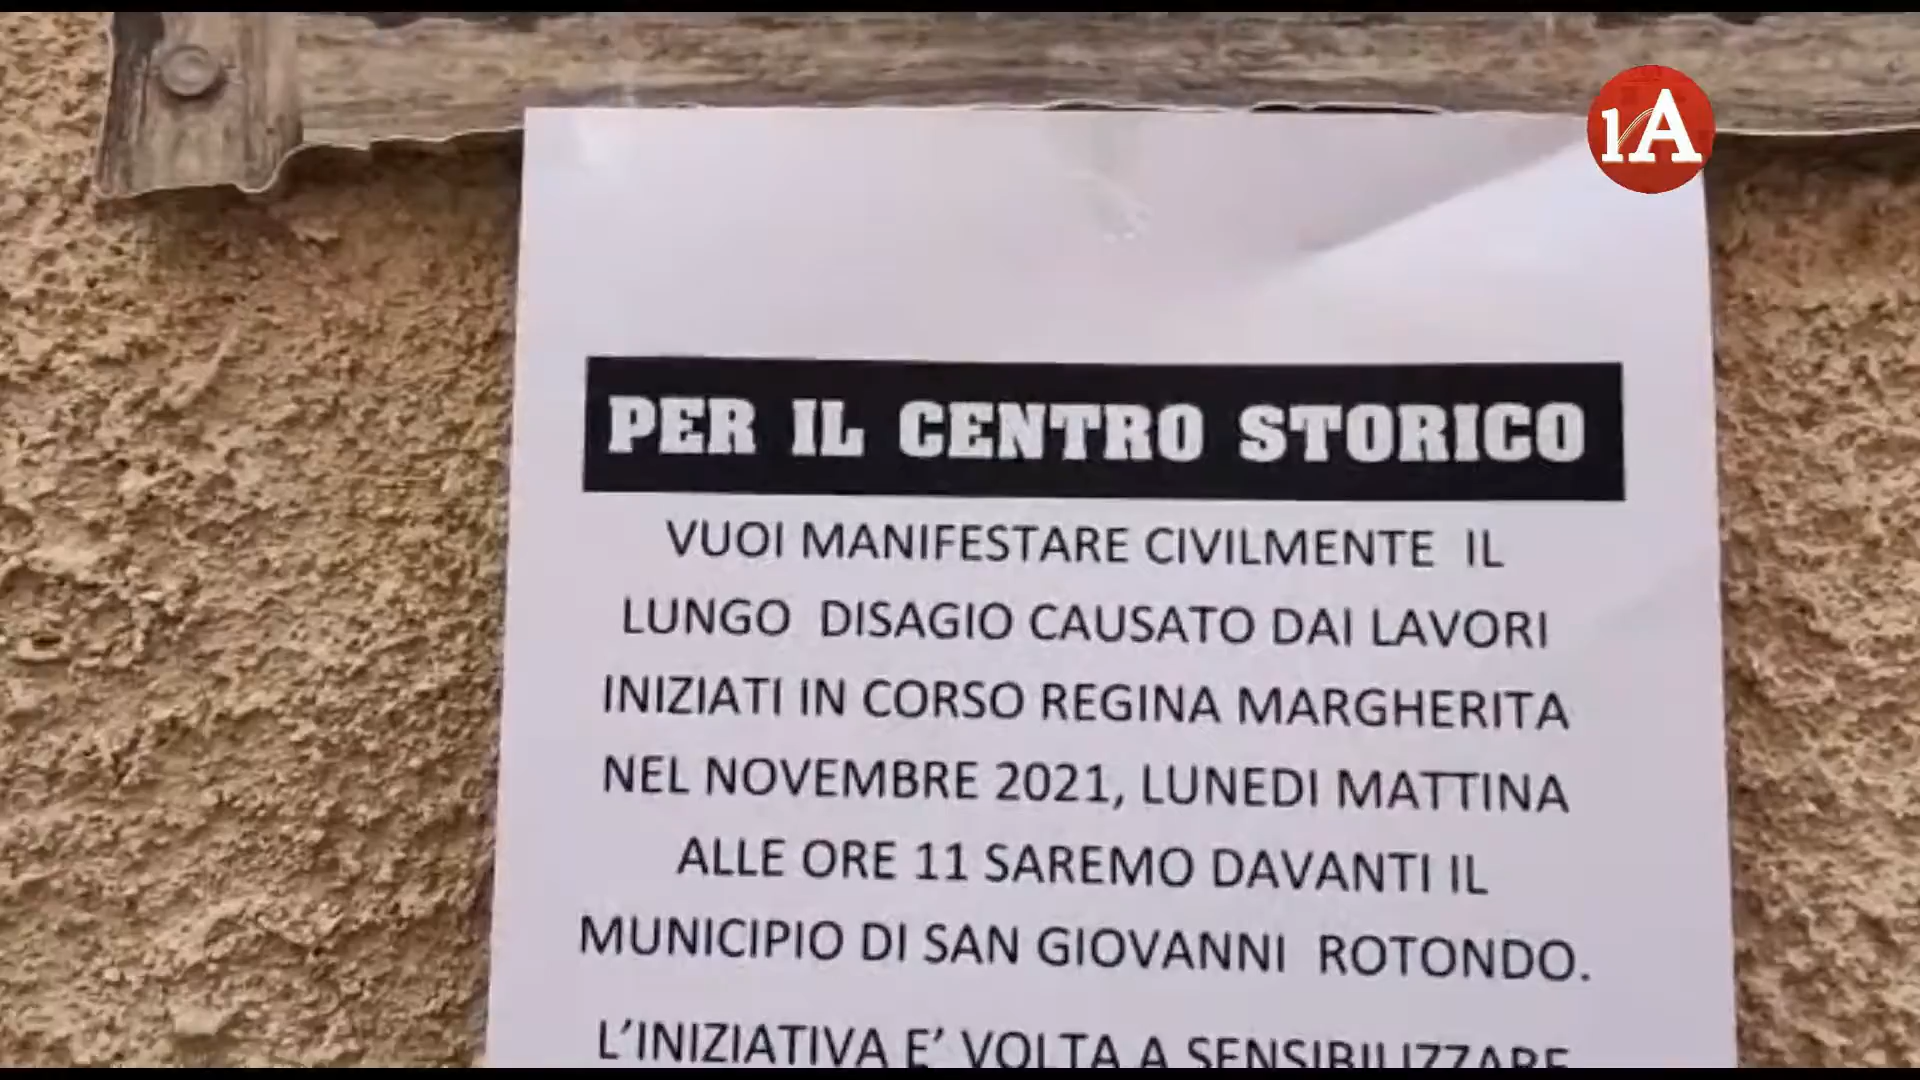 1A
PER IL CENTRO STORICO
VUOI MANIFESTARE CIVILMENTE IL
LUNGO DISAGIO CAUSATO DAI LAVORI
INIZIATI IN CORSO REGINA MARGHERITA
NEL NOVEMBRE 2021, LUNEDI MATTINA
ALLE ORE 11 SAREMO DAVANTI IL
MUNICIPIO DI SAN GIOVANNI ROTONDO.
L'INIZIATIVA E' VOLTA A SENSIBILIZZARE